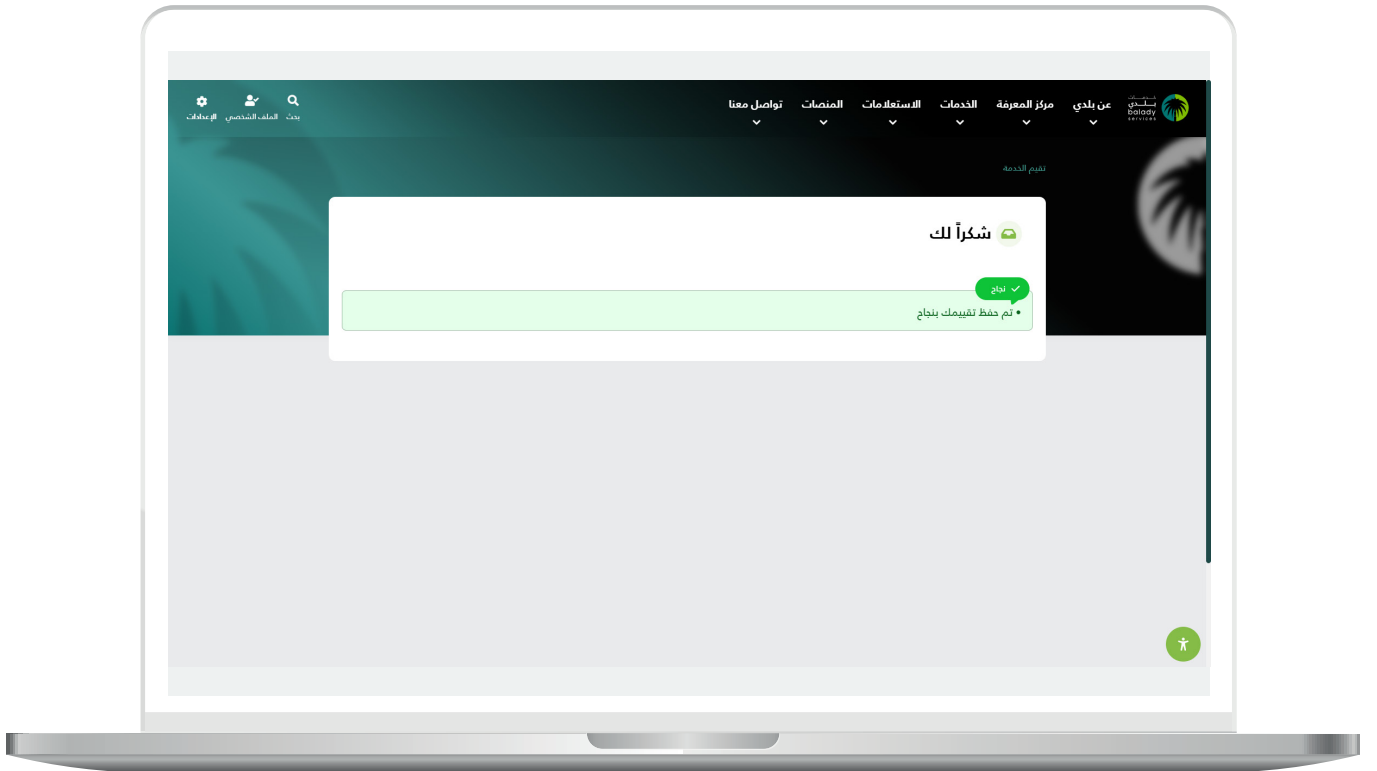 خدمات
بلدي
balady
services
عن بلدي
مركز المعرفة
الخدمات
الاستعلامات
المنصات
تواصل معنا
بحث
الملف الشخصي
الإعدادات
تقيم الخدمة
شكراً لك
نجاح
• تم حفظ تقييمك بنجاح